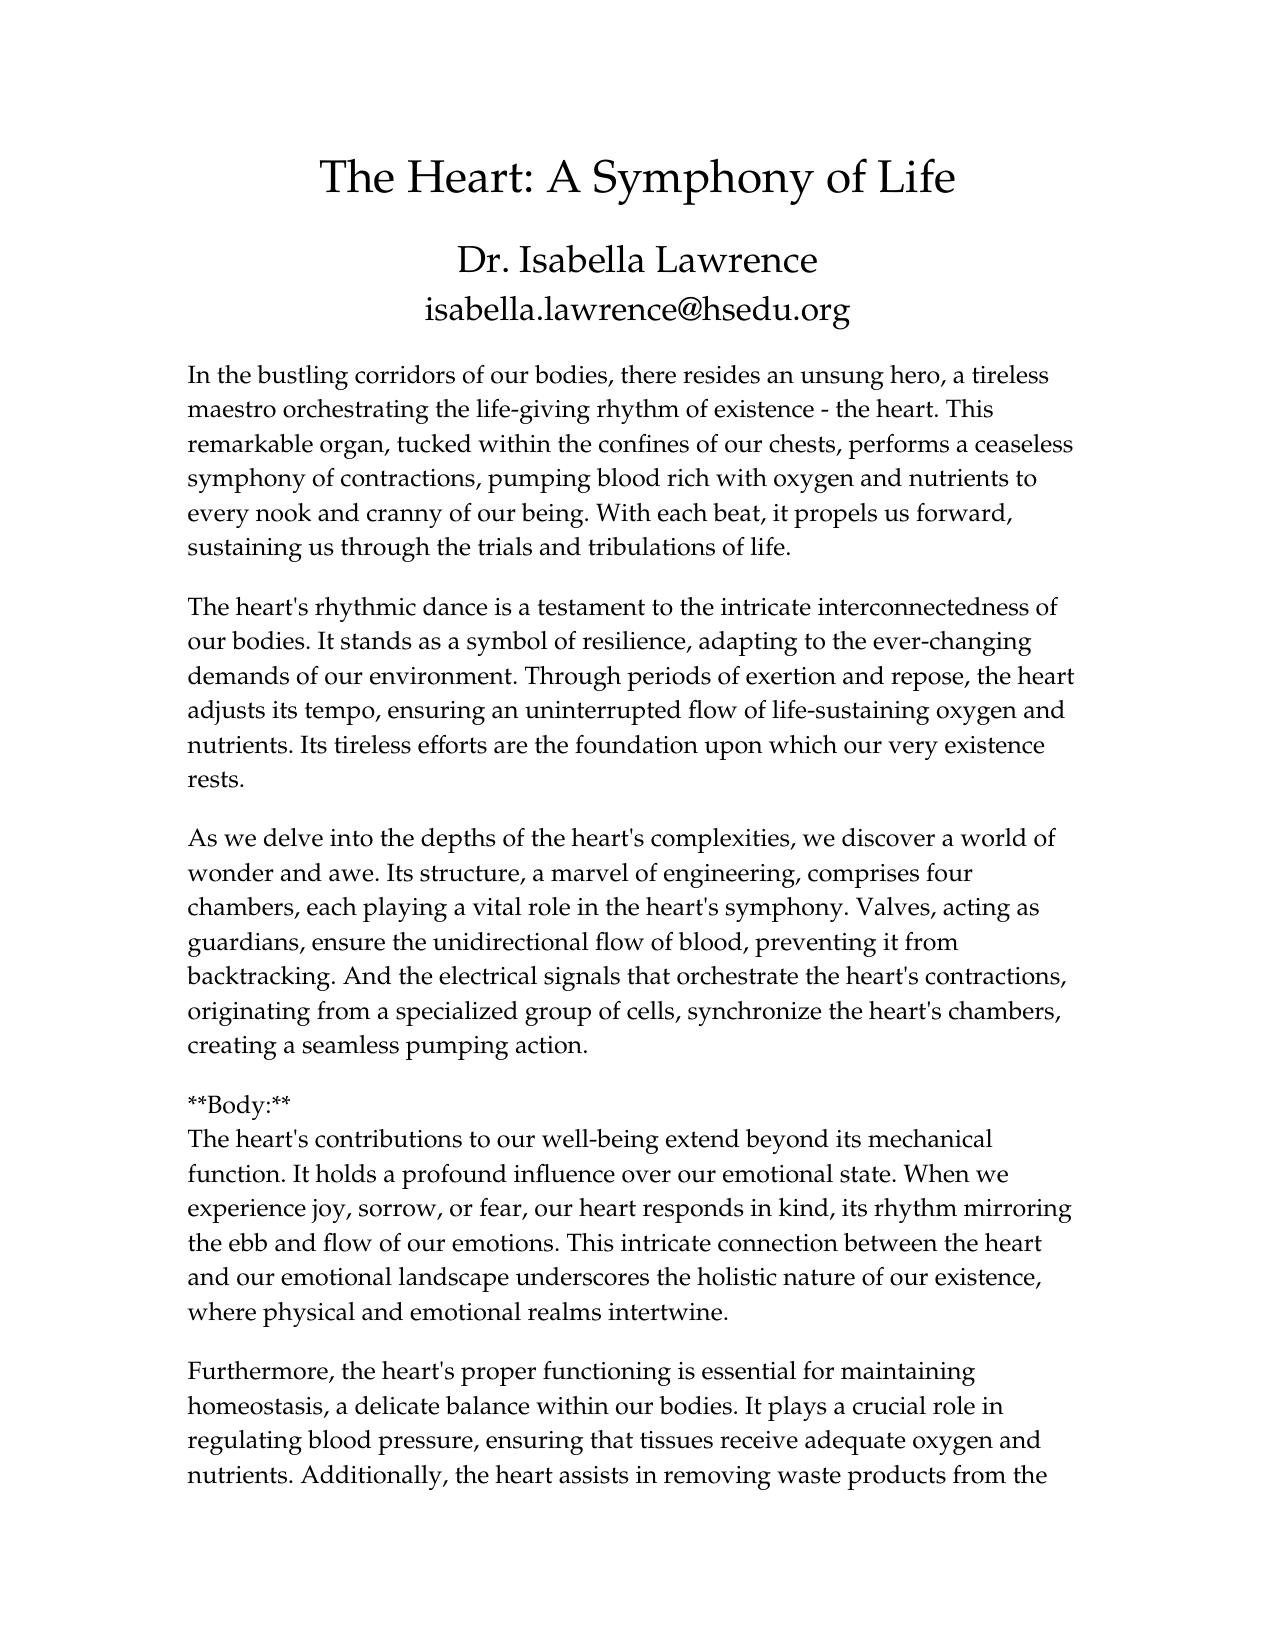 The Heart: A Symphony of Life
Dr. Isabella Lawrence
isabella.lawrence@hsedu.org
In the bustling corridors of our bodies, there resides an unsung hero, a tireless
maestro orchestrating the life-giving rhythm of existence - the heart. This
remarkable organ, tucked within the confines of our chests, performs a ceaseless
symphony of contractions, pumping blood rich with oxygen and nutrients to
every nook and cranny of our being. With each beat, it propels us forward,
sustaining us through the trials and tribulations of life.
The heart's rhythmic dance is a testament to the intricate interconnectedness of
our bodies. It stands as a symbol of resilience, adapting to the ever-changing
demands of our environment. Through periods of exertion and repose, the heart
adjusts its tempo, ensuring an uninterrupted flow of life-sustaining oxygen and
nutrients. Its tireless efforts are the foundation upon which our very existence
rests.
As we delve into the depths of the heart's complexities, we discover a world of
wonder and awe. Its structure, a marvel of engineering, comprises four
chambers, each playing a vital role in the heart's symphony. Valves, acting as
guardians, ensure the unidirectional flow of blood, preventing it from
backtracking. And the electrical signals that orchestrate the heart's contractions,
originating from a specialized group of cells, synchronize the heart's chambers,
creating a seamless pumping action.
**Body:**
The heart's contributions to our well-being extend beyond its mechanical
function. It holds a profound influence over our emotional state. When we
experience joy, sorrow, or fear, our heart responds in kind, its rhythm mirroring
the ebb and flow of our emotions. This intricate connection between the heart
and our emotional landscape underscores the holistic nature of our existence,
where physical and emotional realms intertwine.
Furthermore, the heart's proper functioning is essential for maintaining
homeostasis, a delicate balance within our bodies. It plays a crucial role in
regulating blood pressure, ensuring that tissues receive adequate oxygen and
nutrients. Additionally, the heart assists in removing waste products from the